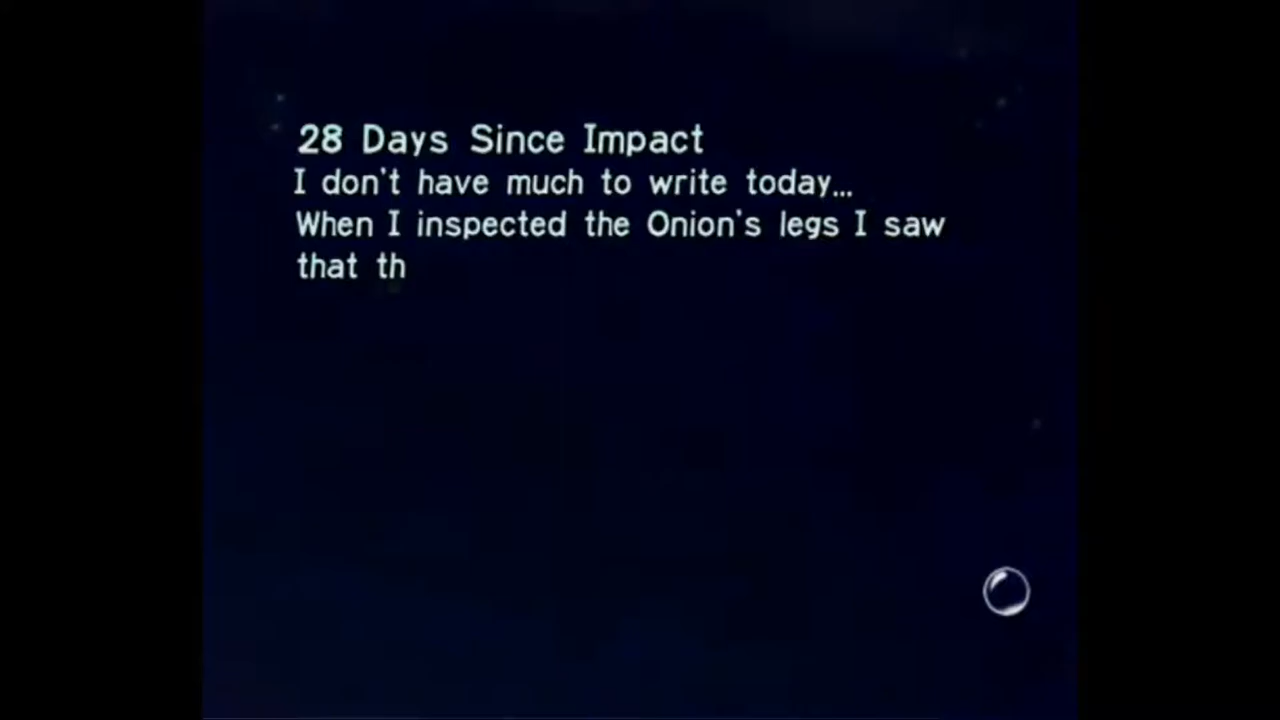 28 Days Since Impact
I don't have much to write today...
When I inspected the Onion's legs I saw
that th